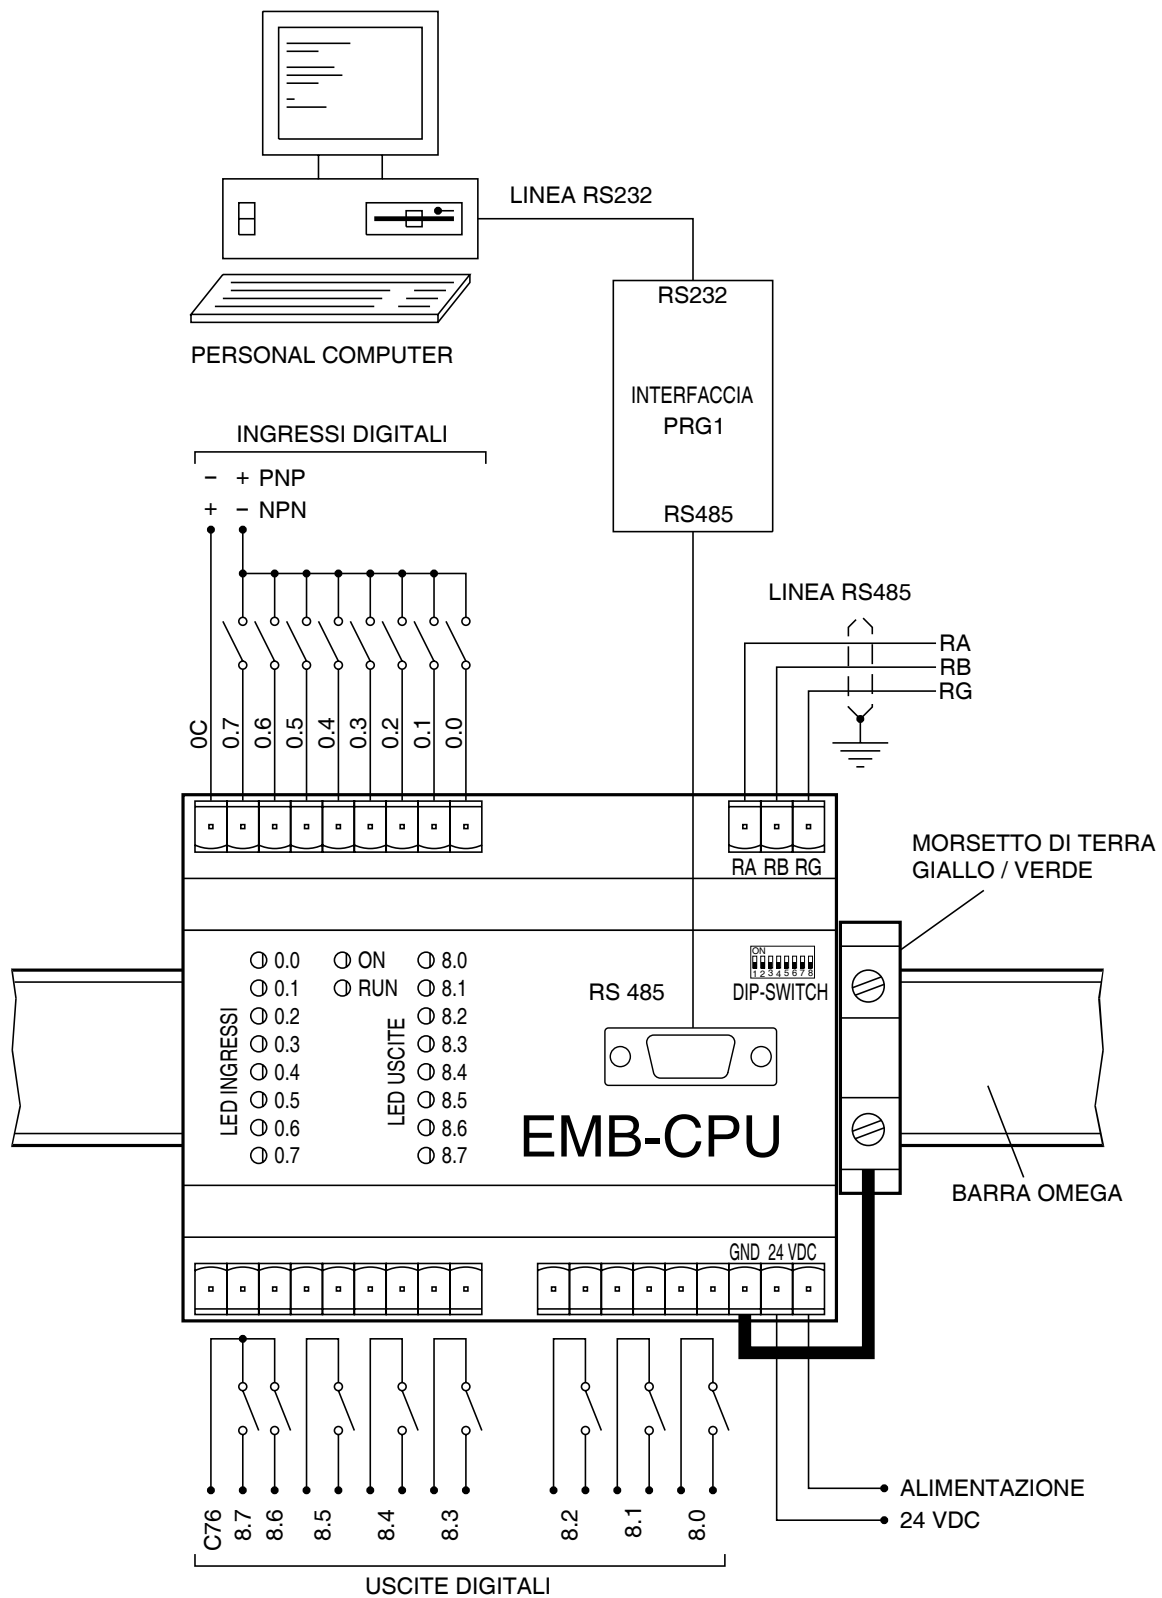 LINEA RS232
RS232
INTERFACCIA
PRG1
RS485
PERSONAL COMPUTER
INGRESSI DIGITALI
− + PNP
+ − NPN
0C 0.7 0.6 0.5 0.4 0.3 0.2 0.1 0.0
LINEA RS485
RA
RB
RG
RA RB RG
MORSETTO DI TERRA
GIALLO / VERDE
LED INGRESSI
0.0
0.1
0.2
0.3
0.4
0.5
0.6
0.7
ON
RUN
LED USCITE
8.0
8.1
8.2
8.3
8.4
8.5
8.6
8.7
RS 485
ON
1 2 3 4 5 6 7 8
DIP-SWITCH
EMB-CPU
BARRA OMEGA
GND 24 VDC
C76 8.7 8.6 8.5 8.4 8.3 8.2 8.1 8.0
USCITE DIGITALI
ALIMENTAZIONE
24 VDC